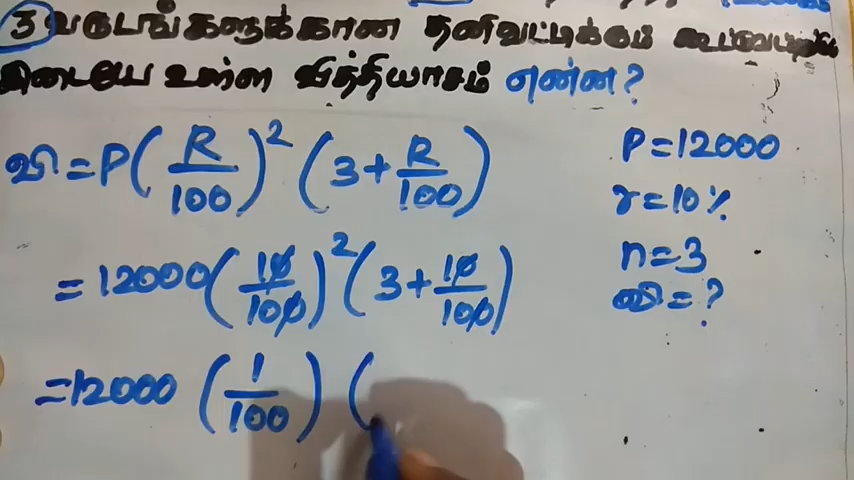 3 வருடங்களுக்கான தனிவட்டிக்கும் கூட்டுவட்டிக்கும்
இடையே உள்ள வித்தியாசம் என்ன?
வி = P(R/100)² (3 + R/100)
P = 12000
r = 10%
= 12000(10/100)² (3 + 10/100)
n = 3
வி = ?
= 12000 (1/100) (